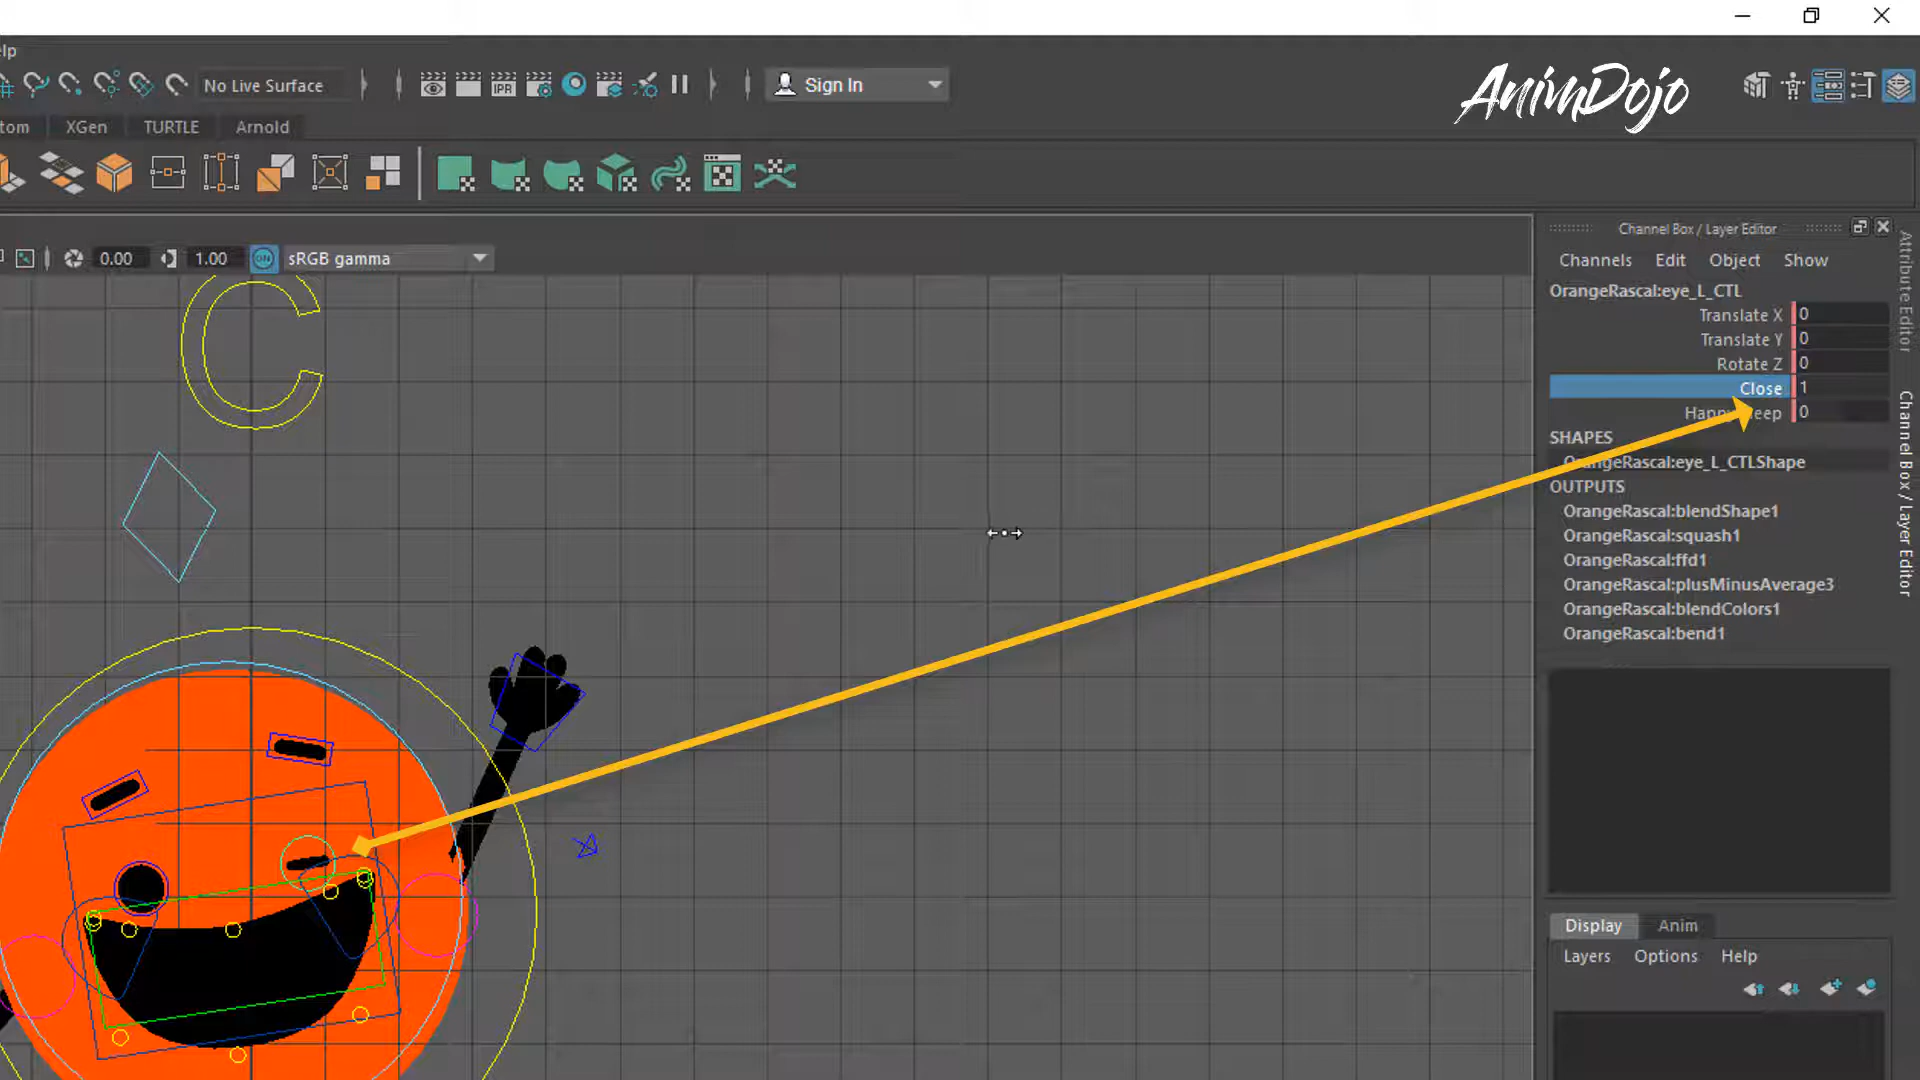 elp
No Live Surface
IPR
Sign In
AnimDojo
tom
XGen
TURTLE
Arnold
Channel Box / Layer Editor
0.00
1.00
ON
sRGB gamma
Channels
Edit
Object
Show
OrangeRascal:eye_L_CTL
Translate X 0
Translate Y 0
Rotate Z 0
Close 1
0
SHAPES
OrangeRascal:eye_L_CTLShape
OUTPUTS
OrangeRascal:blendShape1
OrangeRascal:squash1
OrangeRascal:ffd1
OrangeRascal:plusMinusAverage3
OrangeRascal:blendColors1
OrangeRascal:bend1
Attribute Editor
Channel Box / Layer Editor
C
Display
Anim
Layers
Options
Help